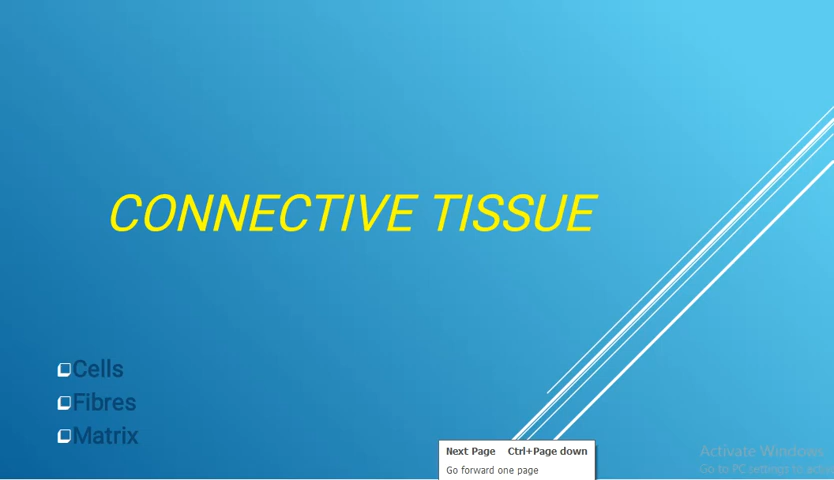 CONNECTIVE TISSUE
Cells
Fibres
Matrix
Next Page Ctrl+Page down
Go forward one page
Activate Windows
Go to PC settings to